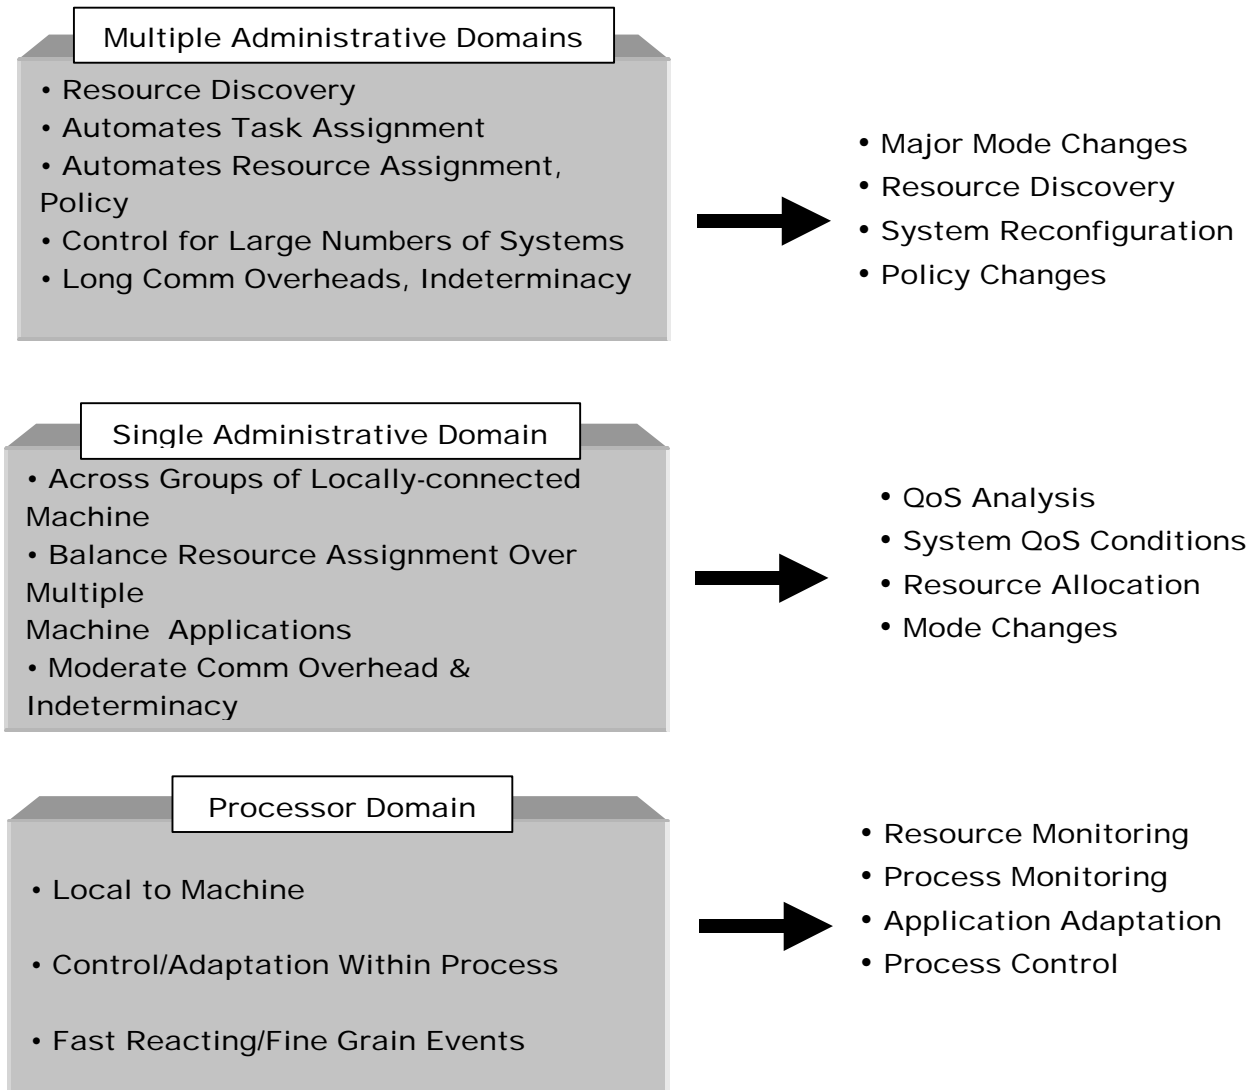 Multiple Administrative Domains
• Resource Discovery
• Automates Task Assignment
• Automates Resource Assignment,
Policy
• Control for Large Numbers of Systems
• Long Comm Overheads, Indeterminacy
• Major Mode Changes
• Resource Discovery
• System Reconfiguration
• Policy Changes
Single Administrative Domain
• Across Groups of Locally-connected
Machine
• Balance Resource Assignment Over
Multiple
Machine Applications
• Moderate Comm Overhead &
Indeterminacy
• QoS Analysis
• System QoS Conditions
• Resource Allocation
• Mode Changes
Processor Domain
• Local to Machine
• Control/Adaptation Within Process
• Fast Reacting/Fine Grain Events
• Resource Monitoring
• Process Monitoring
• Application Adaptation
• Process Control